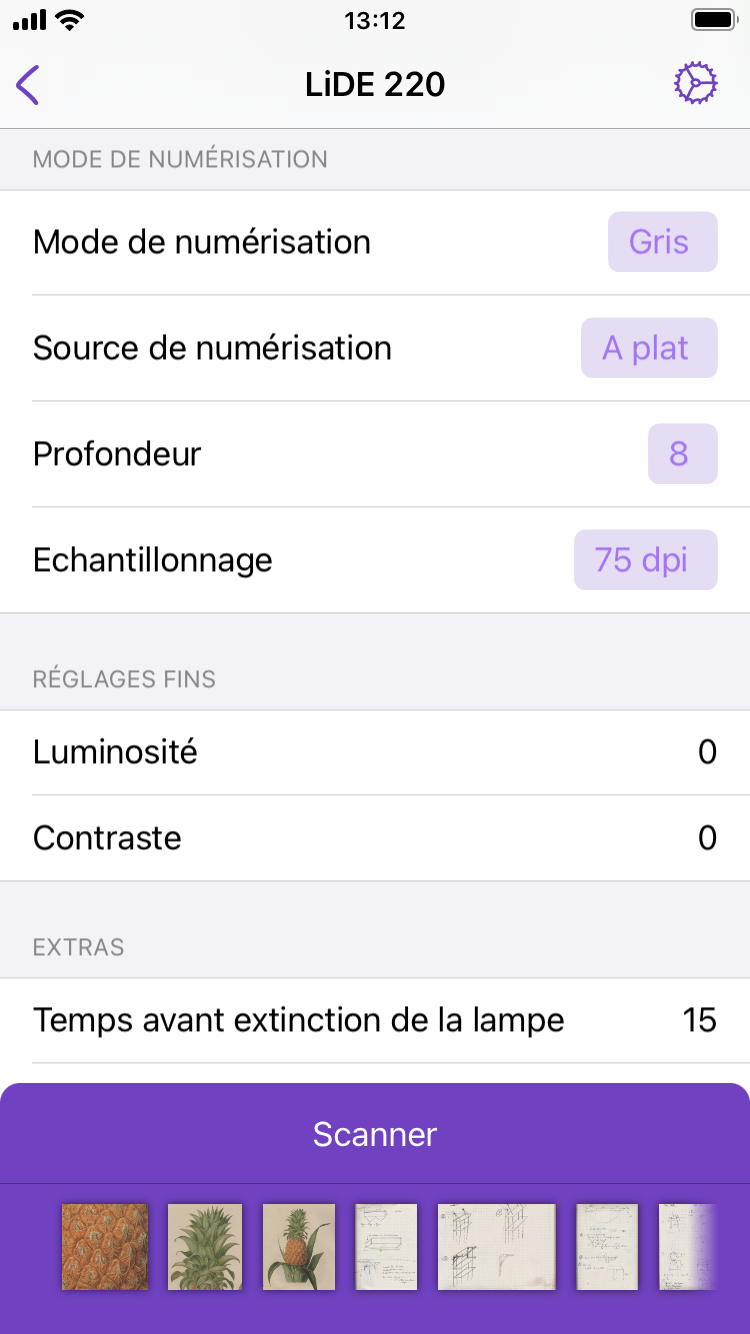 13:12
LiDE 220
MODE DE NUMÉRISATION
Mode de numérisation Gris
Source de numérisation A plat
Profondeur 8
Echantillonnage 75 dpi
RÉGLAGES FINS
Luminosité 0
Contraste 0
EXTRAS
Temps avant extinction de la lampe 15
Scanner